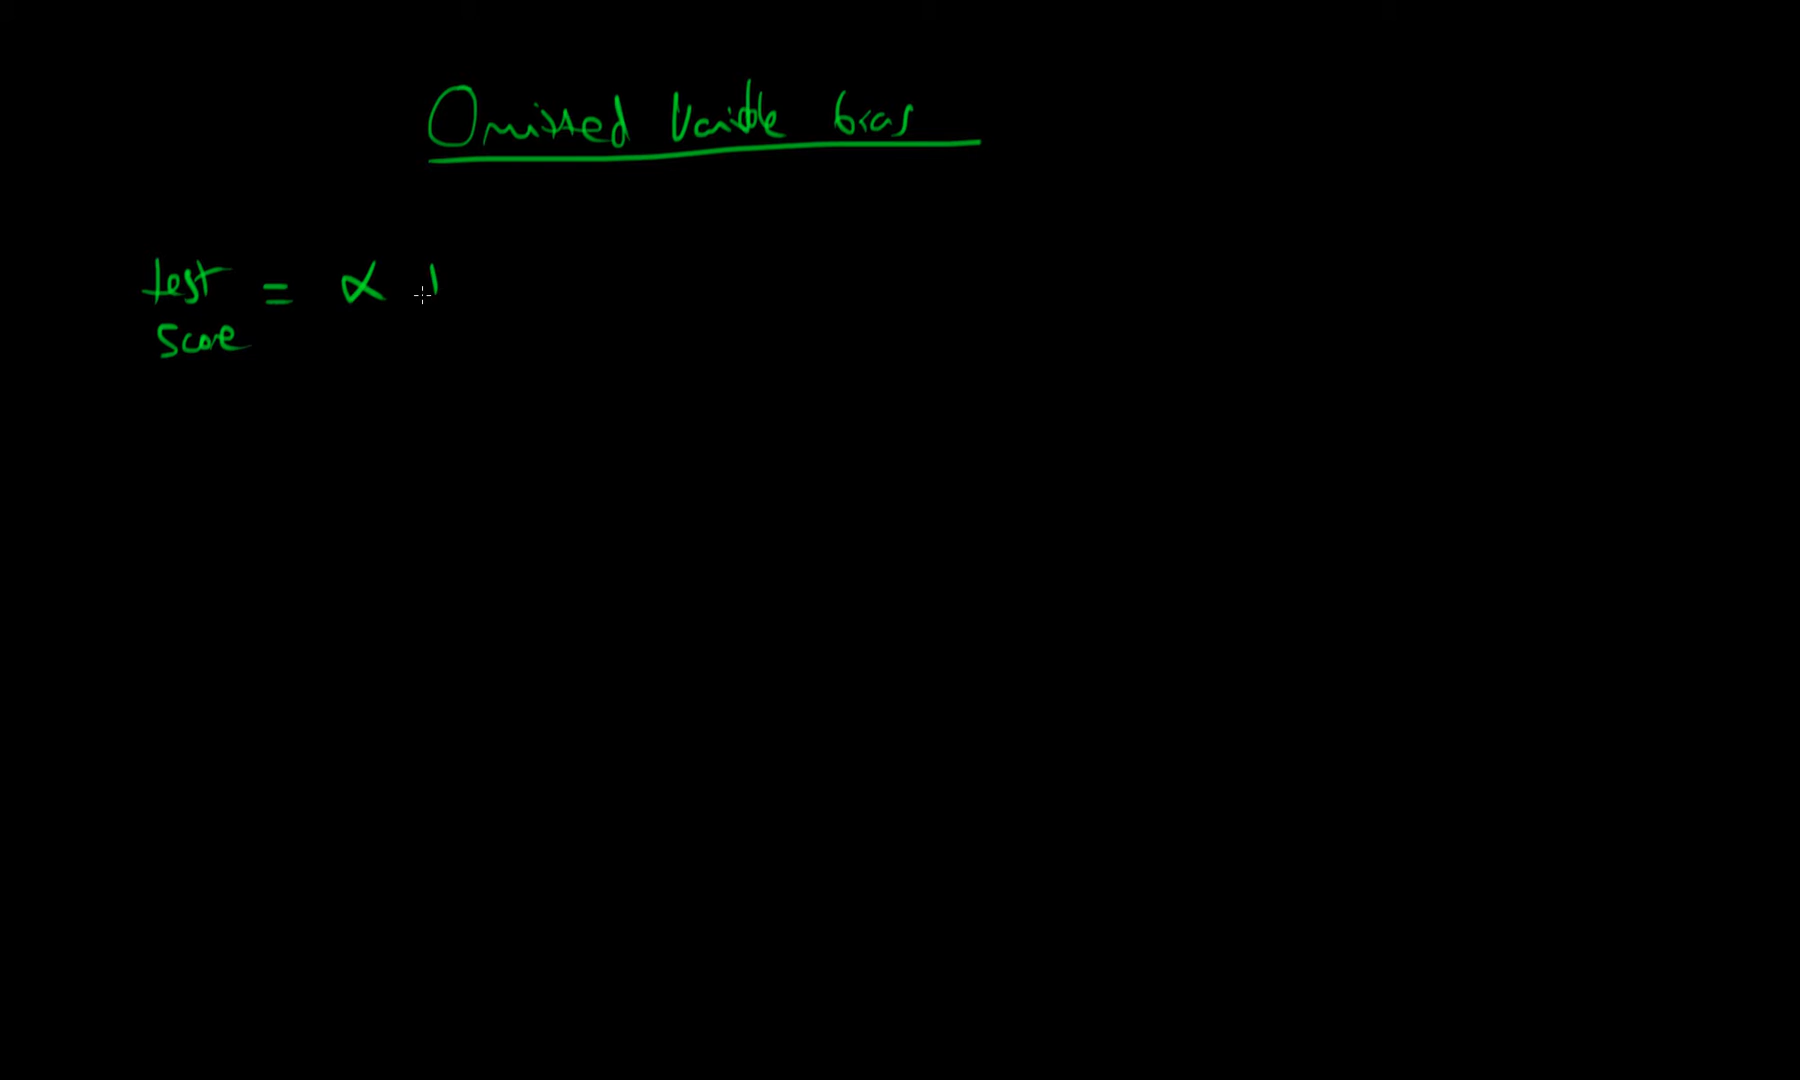 Omitted Variable bias
test = α +
score